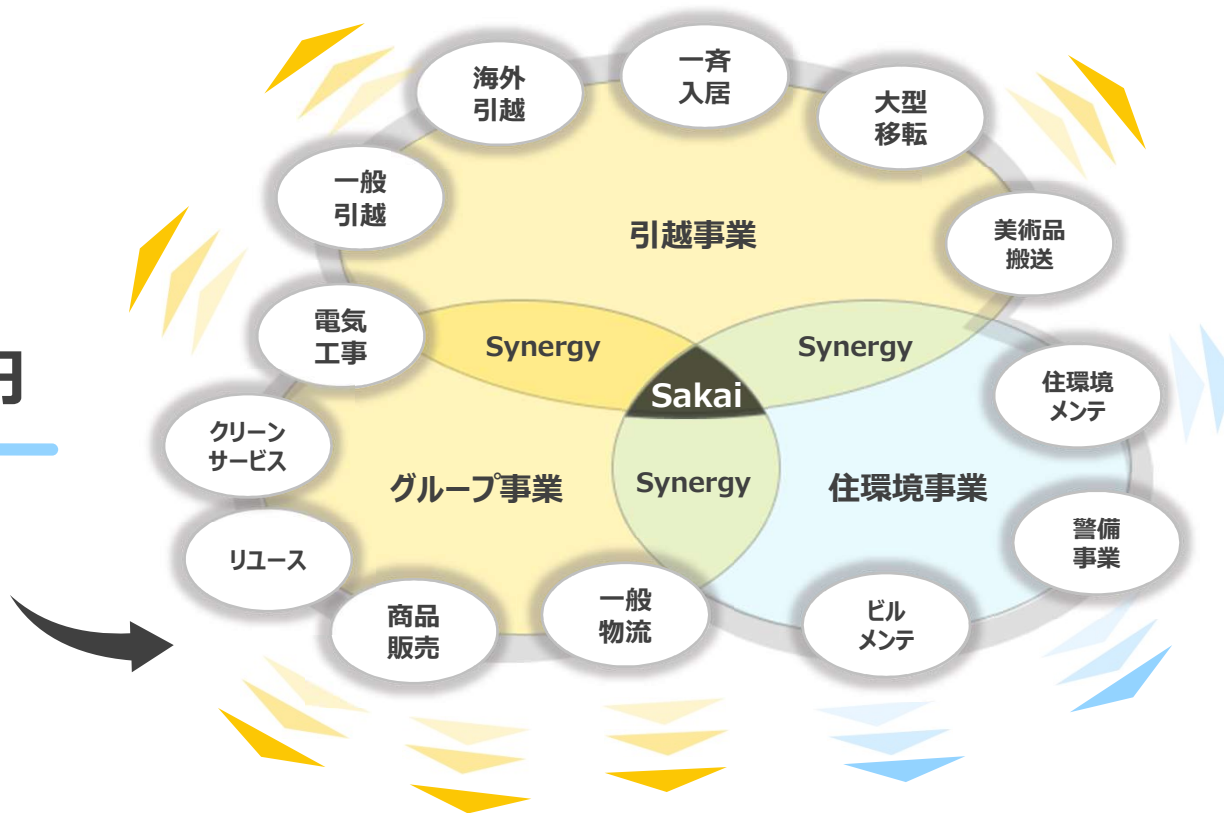 海外
引越
一斉
入居
大型
移転
一般
引越
引越事業
美術品
搬送
電気
工事
Synergy
Synergy
住環境
メンテ
Sakai
円
クリーン
サービス
グループ事業
Synergy
住環境事業
警備
事業
リユース
商品
販売
一般
物流
ビル
メンテ